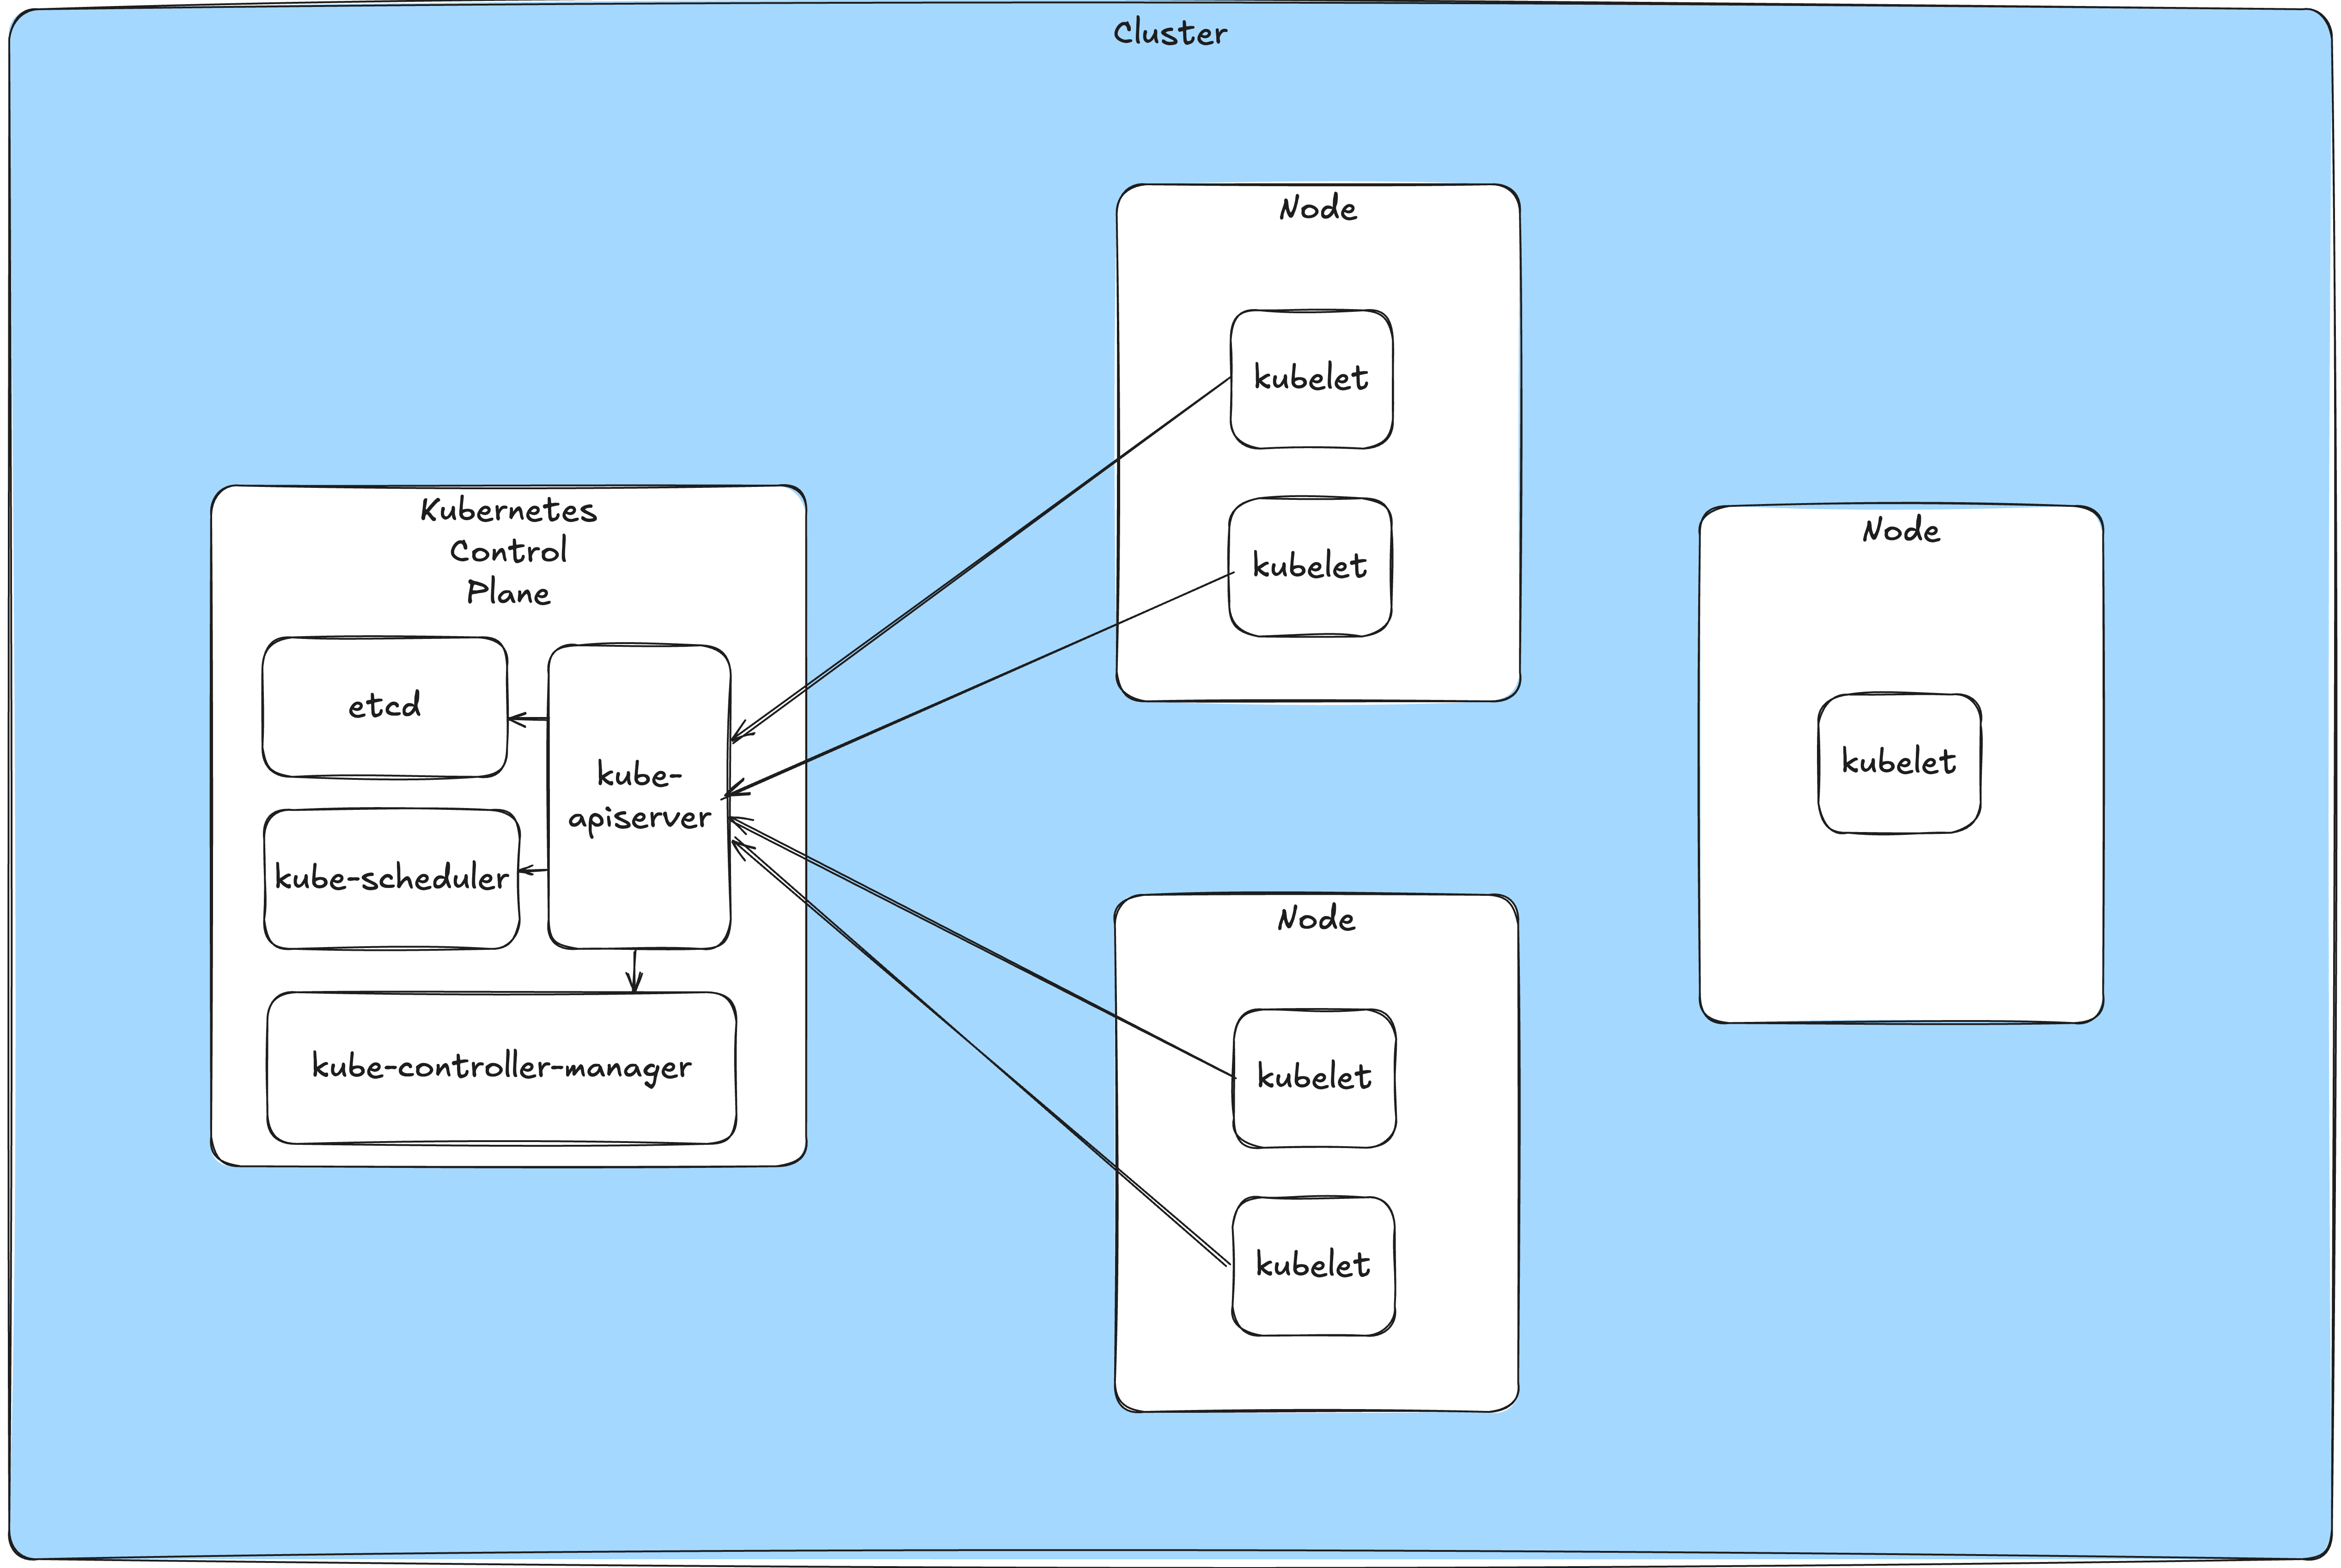 Cluster
Kubernetes
Control
Plane
etcd
kube-
apiserver
kube-scheduler
kube-controller-manager
Node
kubelet
kubelet
Node
kubelet
kubelet
Node
kubelet